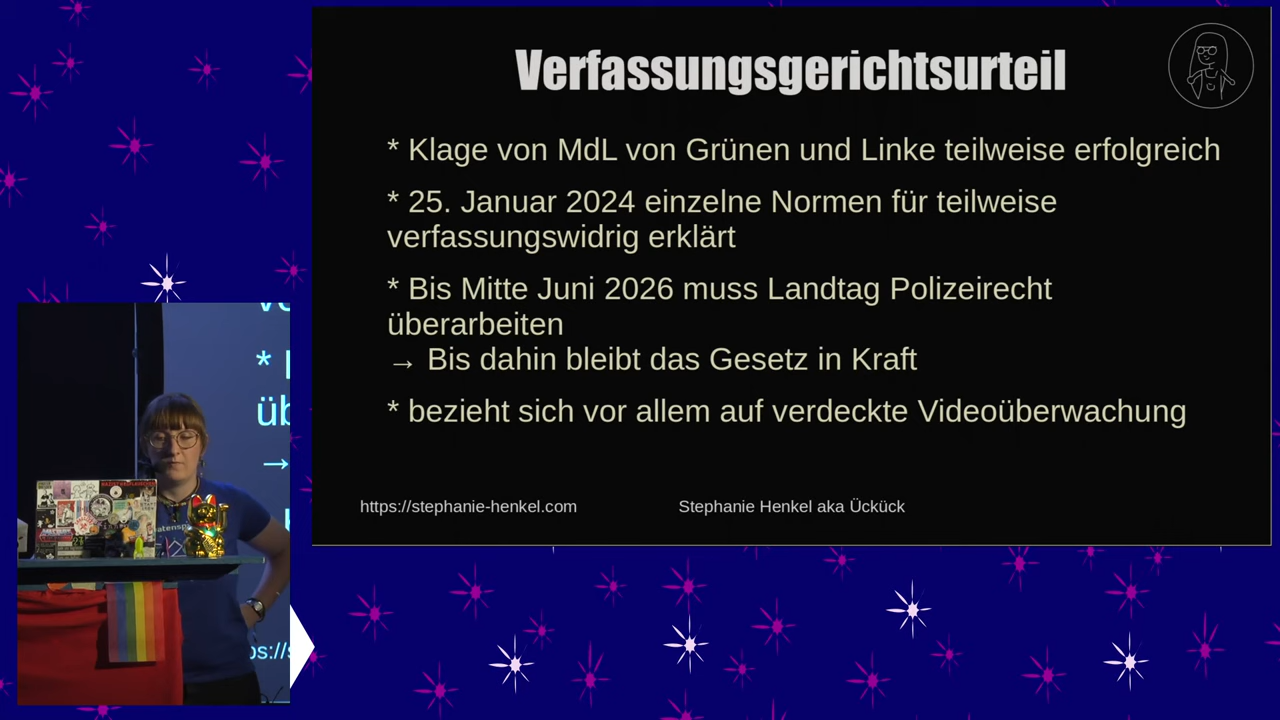 Verfassungsgerichtsurteil
* Klage von MdL von Grünen und Linke teilweise erfolgreich
* 25. Januar 2024 einzelne Normen für teilweise
verfassungswidrig erklärt
* Bis Mitte Juni 2026 muss Landtag Polizeirecht
überarbeiten
→ Bis dahin bleibt das Gesetz in Kraft
* bezieht sich vor allem auf verdeckte Videoüberwachung
https://stephanie-henkel.com
Stephanie Henkel aka Ückück
*
üb
→